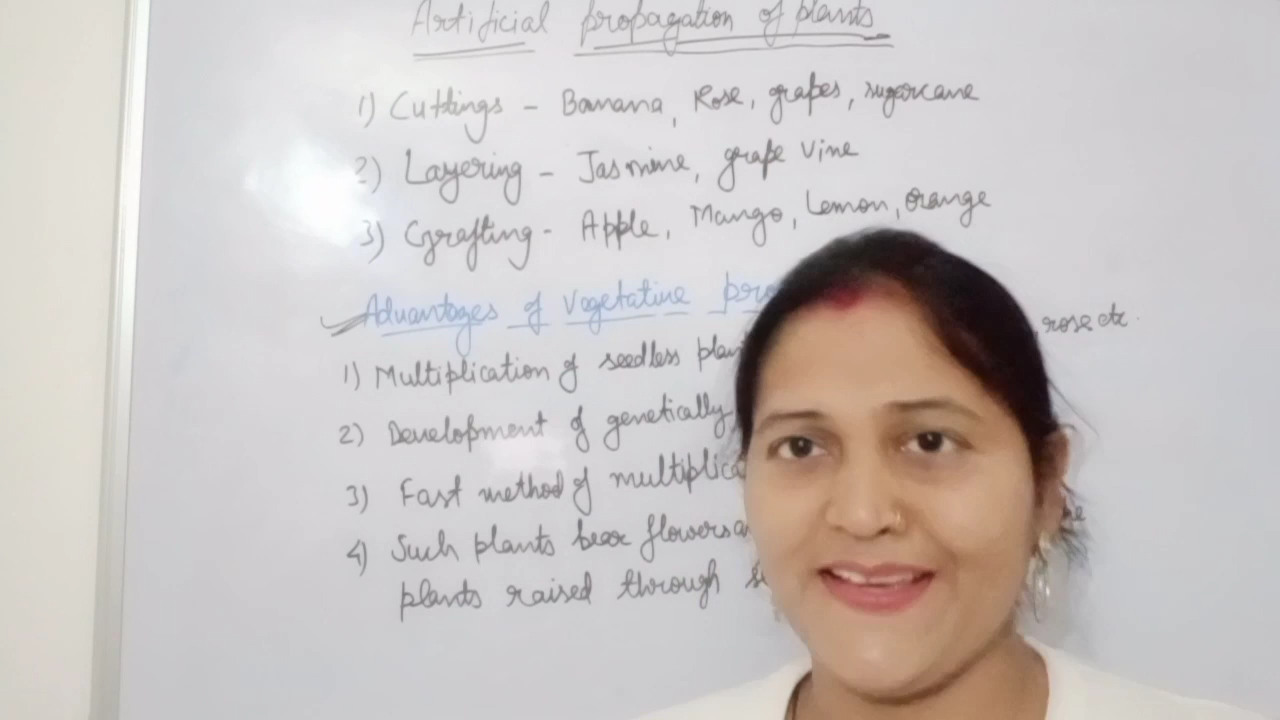 Artificial propagation of plants
1) Cuttings - Banana, Rose, grapes, sugarcane
2) Layering - Jasmine, grape vine
3) Grafting - Apple, Mango, Lemon, orange
Advantages of vegetative
1) Multiplication of seedless , rose etc.
2) Development of genetically
3) Fast method of
4) Such plants bear flowers
plants raised through